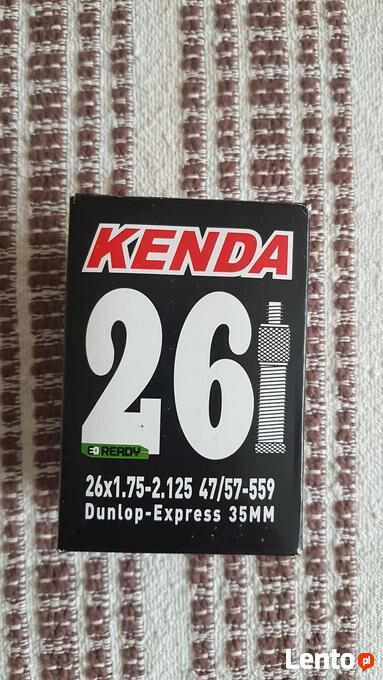 KENDA
26
READY
26x1.75-2.125 47/57-559
Dunlop-Express 35MM
Lento.pl